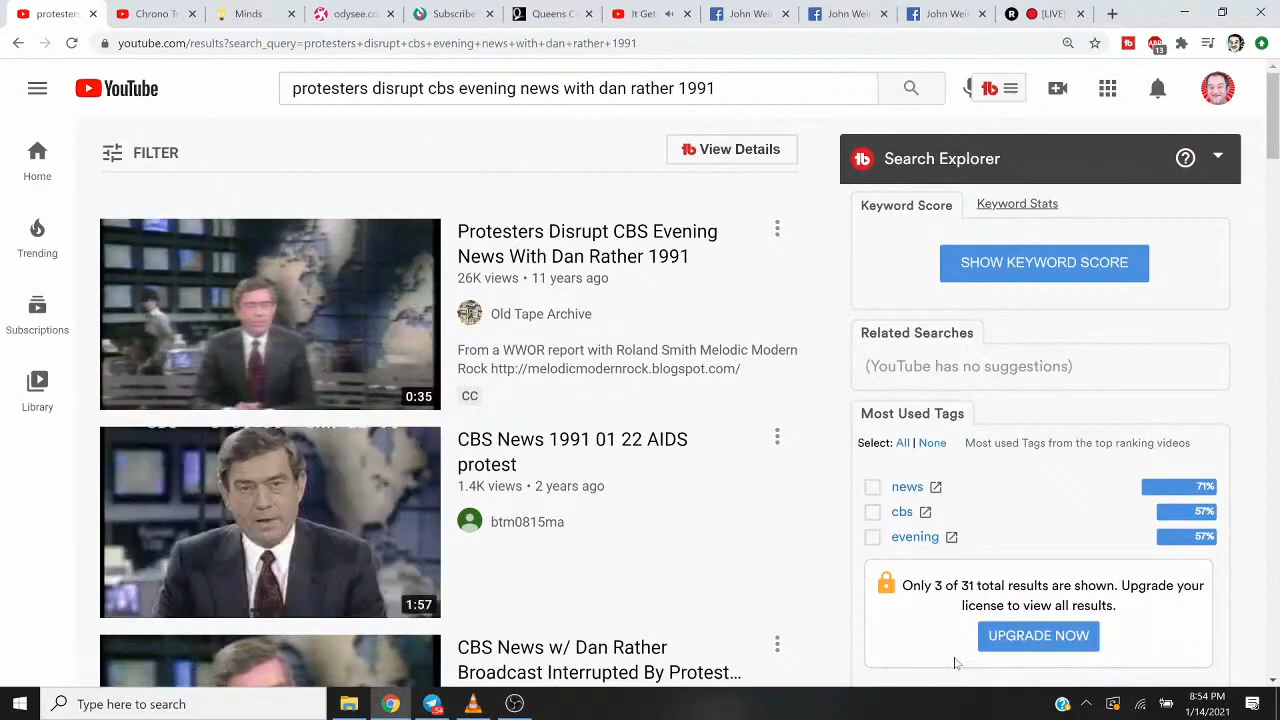 protesters
Chrono T
Minds
odysee.co
Subscribe
Queens C
It Get
John Wei
John Wei
John Wei
[LIVE]
youtube.com/results?search_query=protesters+disrupt+cbs+evening+news+with+dan+rather+1991
13
YouTube
protesters disrupt cbs evening news with dan rather 1991
FILTER
View Details
Search Explorer
Home
Trending
Subscriptions
Library
Protesters Disrupt CBS Evening
News With Dan Rather 1991
26K views • 11 years ago
Old Tape Archive
From a WWOR report with Roland Smith Melodic Modern
Rock http://melodicmodernrock.blogspot.com/
CC
0:35
CBS News 1991 01 22 AIDS
protest
1.4K views • 2 years ago
btm0815ma
1:57
CBS News w/ Dan Rather
Broadcast Interrupted By Protest...
Keyword Score
Keyword Stats
SHOW KEYWORD SCORE
Related Searches
(YouTube has no suggestions)
Most Used Tags
Select: All | None Most used Tags from the top ranking videos
news 71%
cbs 57%
evening 57%
Only 3 of 31 total results are shown. Upgrade your
license to view all results.
UPGRADE NOW
Type here to search
54
8:54 PM
1/14/2021